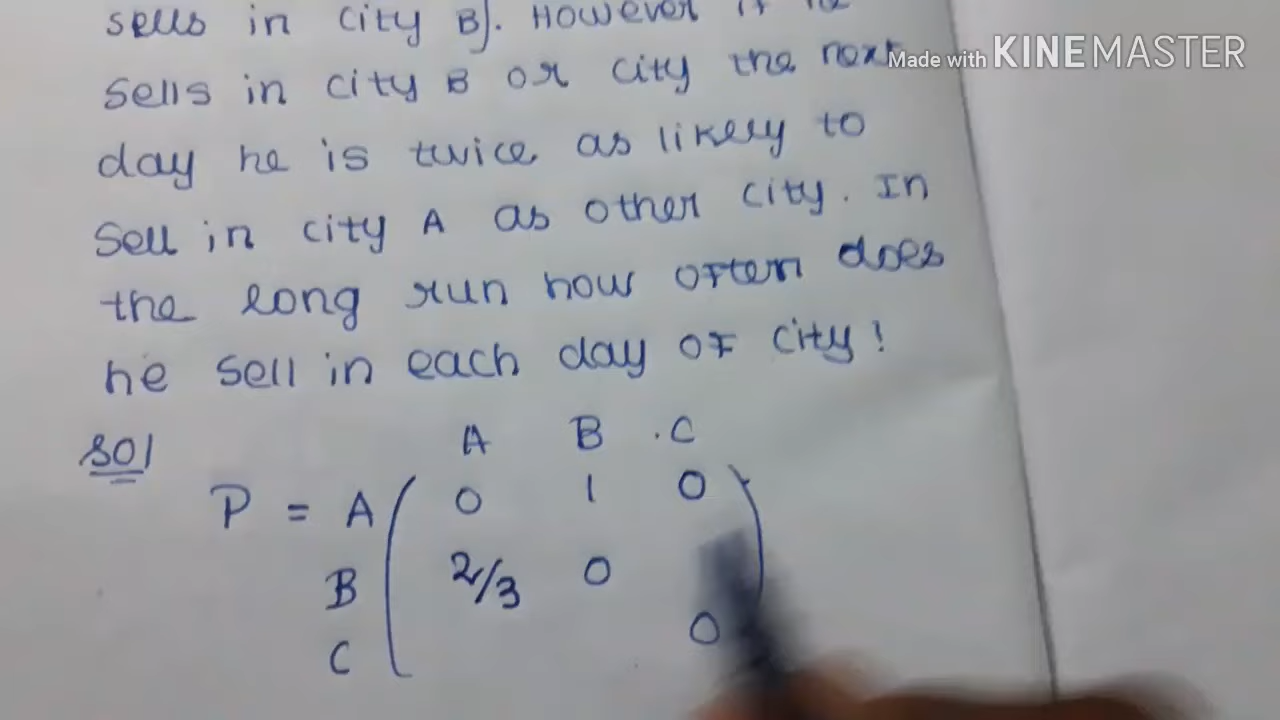 sells in city B). However if he
sells in city B or city the next
Made with KINEMASTER
day he is twice as likely to
sell in city A as other city. In
the long run how often does
he sell in each day of city!
Sol
A B .C
P = A 0 1 0
B 2/3 0
C 0